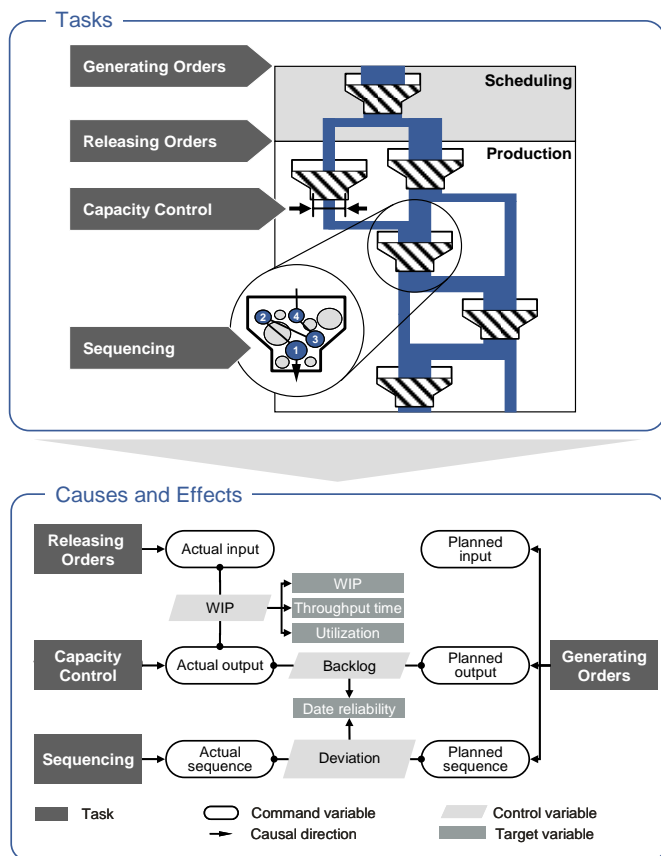 Tasks
Generating Orders
Scheduling
Releasing Orders
Production
Capacity Control
2
4
3
1
Sequencing
Causes and Effects
Releasing
Orders
Actual input
Planned
input
WIP
WIP
Throughput time
Utilization
Capacity
Control
Actual output
Backlog
Planned
output
Generating
Orders
Date reliability
Sequencing
Actual
sequence
Deviation
Planned
sequence
Task
Command variable
Control variable
Causal direction
Target variable